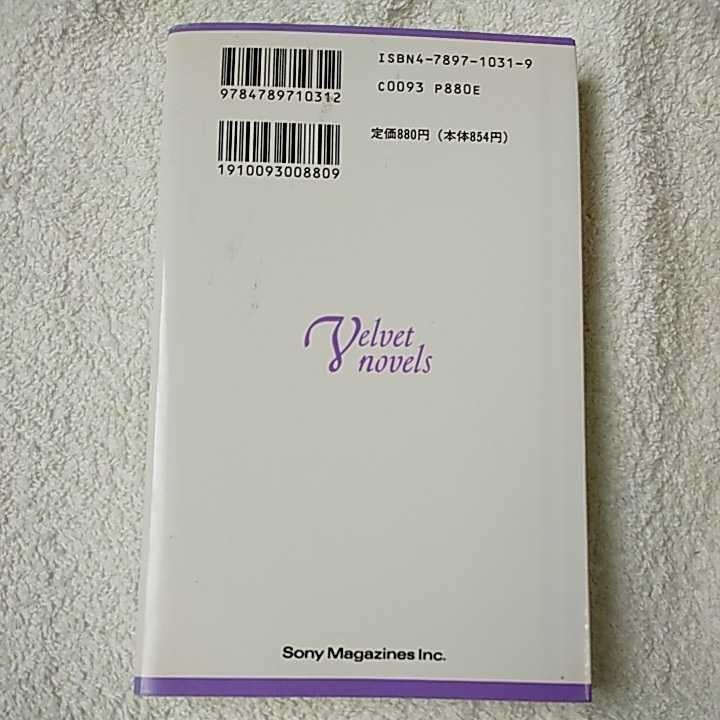 ISBN4-7897-1031-9
9784789710312
C0093 P880E
定価880円（本体854円）
1910093008809
Velvet
novels
Sony Magazines Inc.